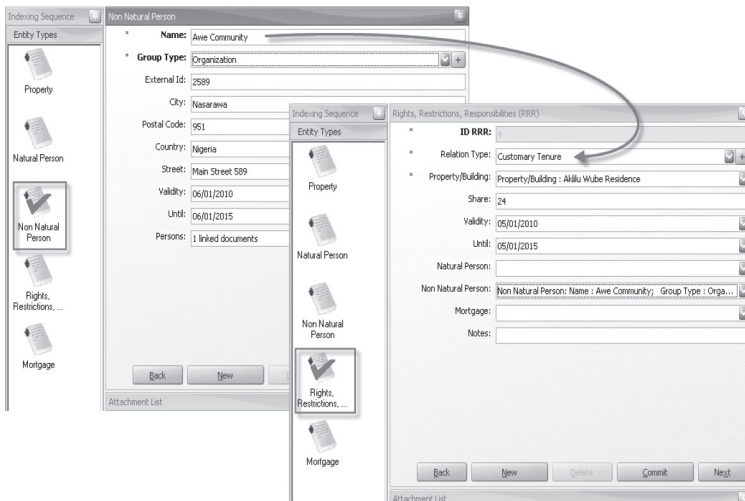 Indexing Sequence
Entity Types
Property
Natural Person
Non Natural
Person
Rights,
Restrictions, ...
Mortgage
Non Natural Person
* Name: Awe Community
* Group Type: Organization
External Id: 2589
City: Nasarawa
Postal Code: 951
Country: Nigeria
Street: Main Street 589
Validity: 06/01/2010
Until: 06/01/2015
Persons: 1 linked documents
Back New
Attachment List
Indexing Sequence
Entity Types
Property
Natural Person
Non Natural
Person
Rights,
Restrictions, ...
Mortgage
Rights, Restrictions, Responsibilities (RRR)
* ID RRR:
* Relation Type: Customary Tenure
* Property/Building: Property/Building : Aklilu Wube Residence
Share: 24
Validity: 05/01/2010
Until: 05/01/2015
Natural Person:
Non Natural Person: Non Natural Person: Name : Awe Community; Group Type : Orga...
Mortgage:
Notes:
Back New Delete Commit Next
Attachment List